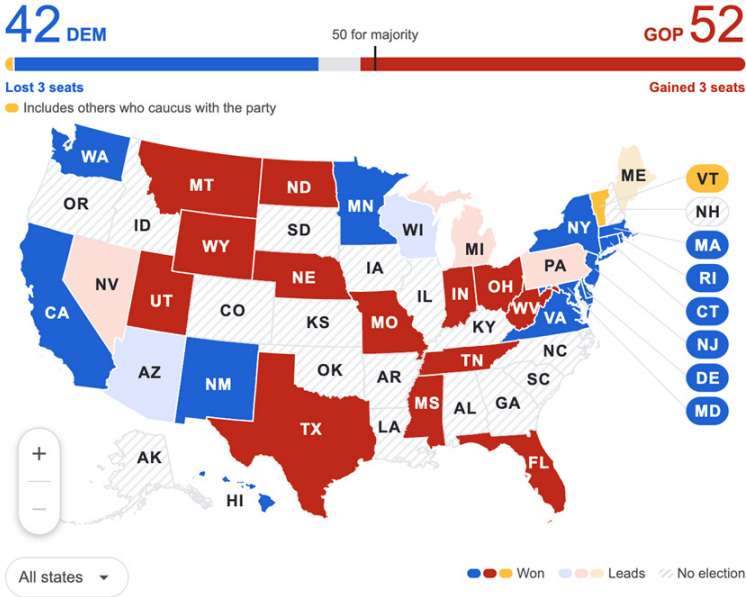 42 DEM
50 for majority
GOP 52
Lost 3 seats
Gained 3 seats
Includes others who caucus with the party
WA
ME
VT
MT
ND
OR
MN
NH
ID
SD
WI
NY
MA
WY
MI
RI
IA
PA
NV
NE
CT
UT
IL
IN
OH
CA
CO
WV
VA
NJ
KS
MO
KY
AZ
NM
OK
TN
NC
DE
AR
SC
MS
AL
GA
MD
TX
LA
+
AK
FL
HI
−
All states
Won
Leads
No election